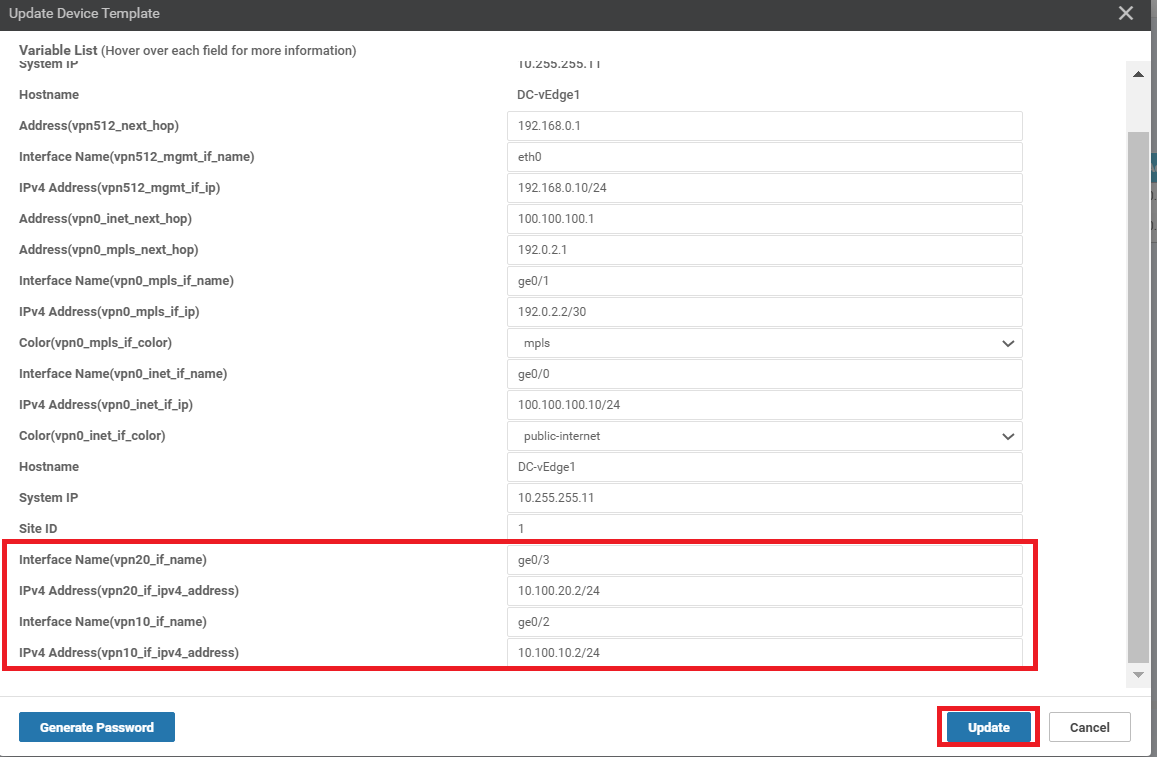 Update Device Template
Variable List (Hover over each field for more information)
System IP 10.255.255.11
Hostname DC-vEdge1
Address(vpn512_next_hop) 192.168.0.1
Interface Name(vpn512_mgmt_if_name) eth0
IPv4 Address(vpn512_mgmt_if_ip) 192.168.0.10/24
Address(vpn0_inet_next_hop) 100.100.100.1
Address(vpn0_mpls_next_hop) 192.0.2.1
Interface Name(vpn0_mpls_if_name) ge0/1
IPv4 Address(vpn0_mpls_if_ip) 192.0.2.2/30
Color(vpn0_mpls_if_color) mpls
Interface Name(vpn0_inet_if_name) ge0/0
IPv4 Address(vpn0_inet_if_ip) 100.100.100.10/24
Color(vpn0_inet_if_color) public-internet
Hostname DC-vEdge1
System IP 10.255.255.11
Site ID 1
Interface Name(vpn20_if_name) ge0/3
IPv4 Address(vpn20_if_ipv4_address) 10.100.20.2/24
Interface Name(vpn10_if_name) ge0/2
IPv4 Address(vpn10_if_ipv4_address) 10.100.10.2/24
Generate Password Update Cancel